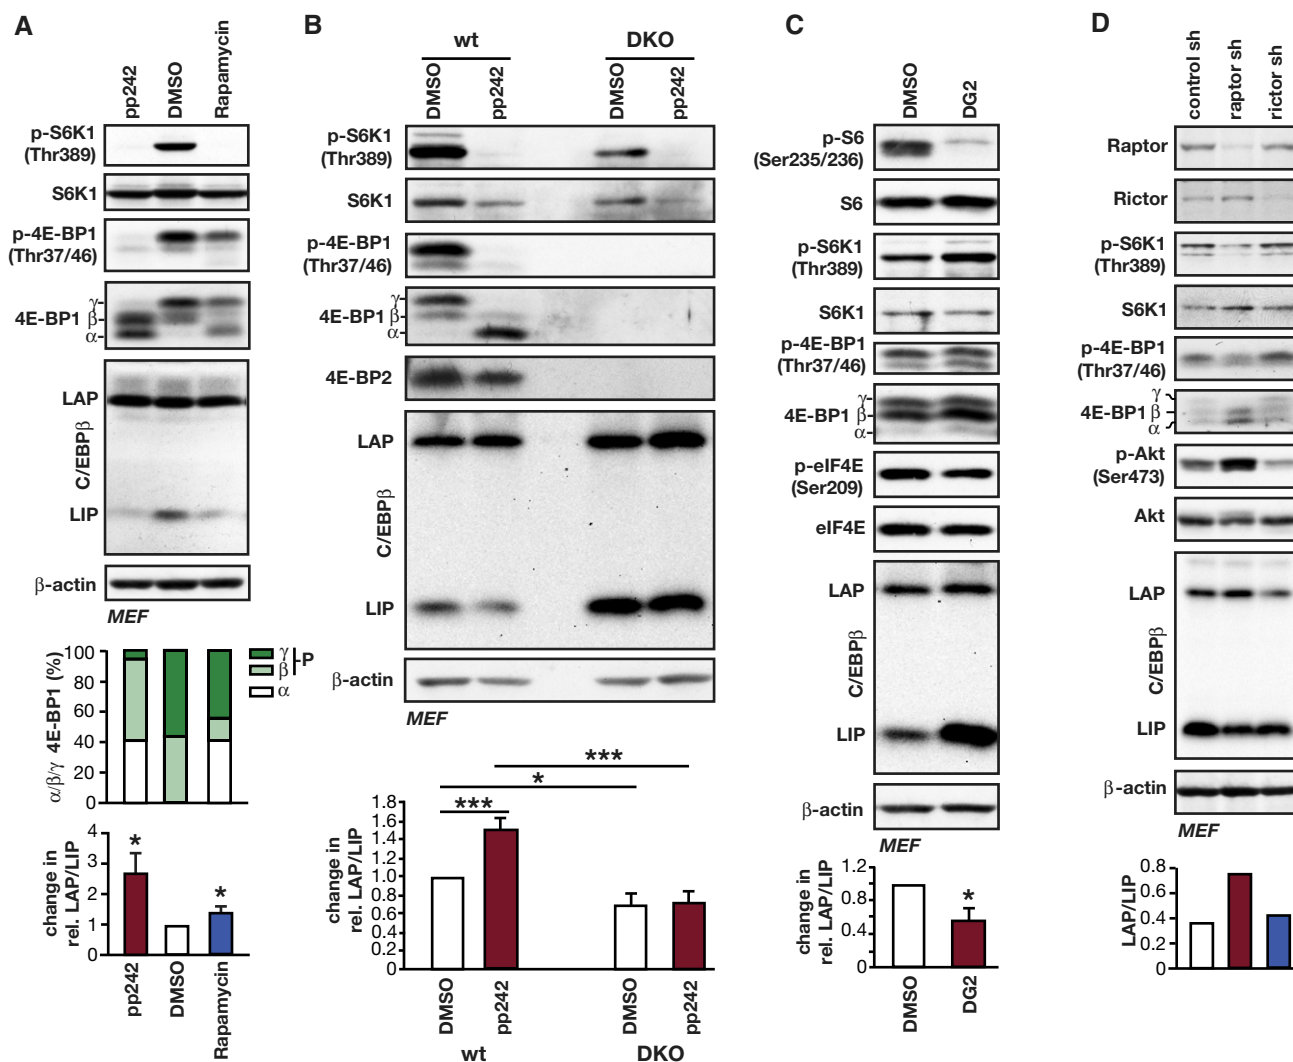 A
pp242
DMSO
Rapamycin
p-S6K1
(Thr389)
S6K1
p-4E-BP1
(Thr37/46)
4E-BP1
γ
β
α
LAP
C/EBPβ
LIP
β-actin
MEF
α/β/γ 4E-BP1 (%)
100
80
60
40
20
0
γ
β
P
α
change in
rel. LAP/LIP
4
3
2
1
0
*
*
pp242
DMSO
Rapamycin
B
wt
DKO
DMSO
pp242
DMSO
pp242
p-S6K1
(Thr389)
S6K1
p-4E-BP1
(Thr37/46)
4E-BP1
γ
β
α
4E-BP2
LAP
C/EBPβ
LIP
β-actin
MEF
***
*
***
change in
rel. LAP/LIP
1.8
1.6
1.4
1.2
1.0
0.8
0.6
0.4
0.2
0
DMSO
pp242
DMSO
pp242
wt
DKO
C
DMSO
DG2
p-S6
(Ser235/236)
S6
p-S6K1
(Thr389)
S6K1
p-4E-BP1
(Thr37/46)
4E-BP1
γ
β
α
p-eIF4E
(Ser209)
eIF4E
LAP
C/EBPβ
LIP
β-actin
MEF
change in
rel. LAP/LIP
1.2
0.8
0.4
0
*
DMSO
DG2
D
control sh
raptor sh
rictor sh
Raptor
Rictor
p-S6K1
(Thr389)
S6K1
p-4E-BP1
(Thr37/46)
4E-BP1
γ
β
α
p-Akt
(Ser473)
Akt
LAP
C/EBPβ
LIP
β-actin
MEF
LAP/LIP
0.8
0.6
0.4
0.2
0